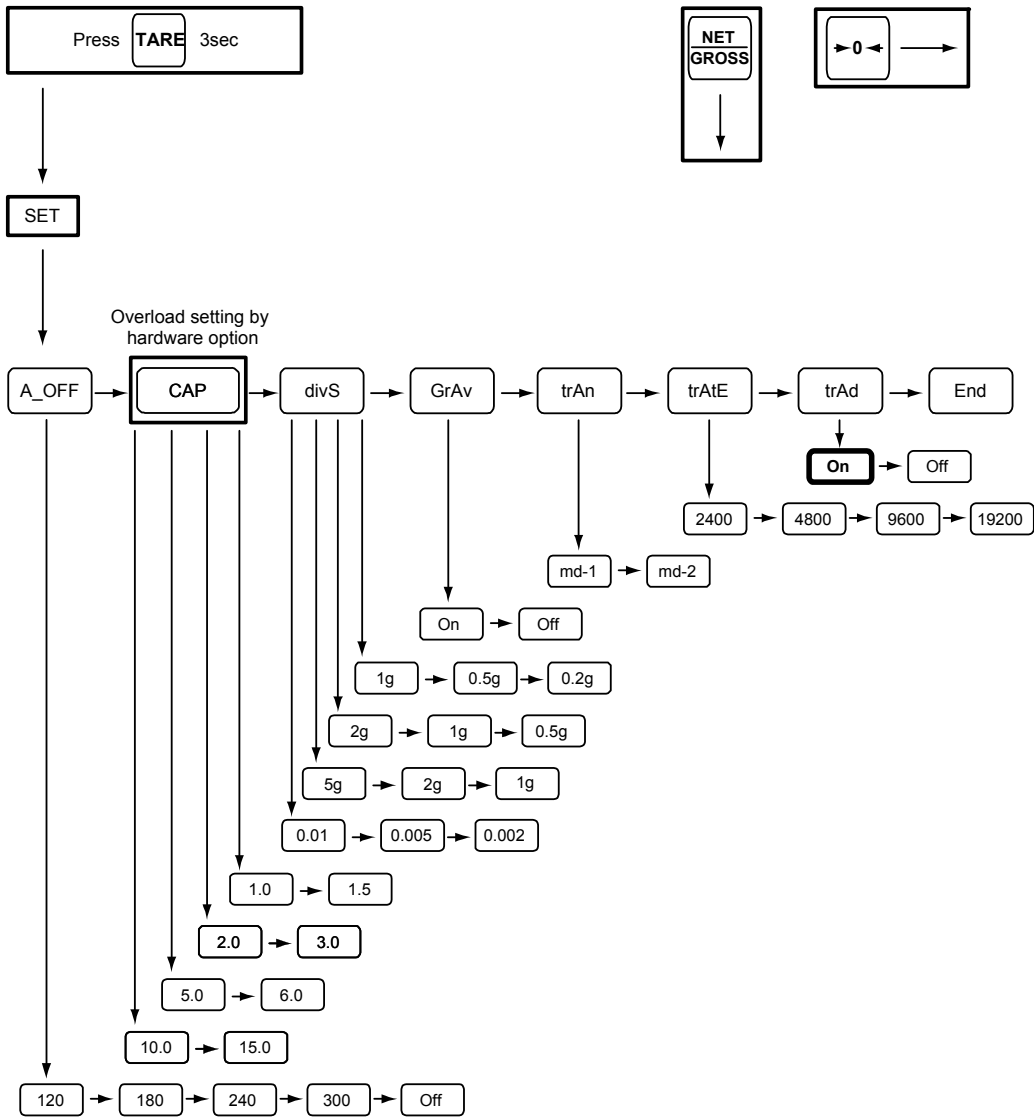 Press TARE 3sec
NET
GROSS
0
SET
Overload setting by
hardware option
A_OFF CAP divS GrAv trAn trAtE trAd End
On Off
2400 4800 9600 19200
md-1 md-2
On Off
1g 0.5g 0.2g
2g 1g 0.5g
5g 2g 1g
0.01 0.005 0.002
1.0 1.5
2.0 3.0
5.0 6.0
10.0 15.0
120 180 240 300 Off